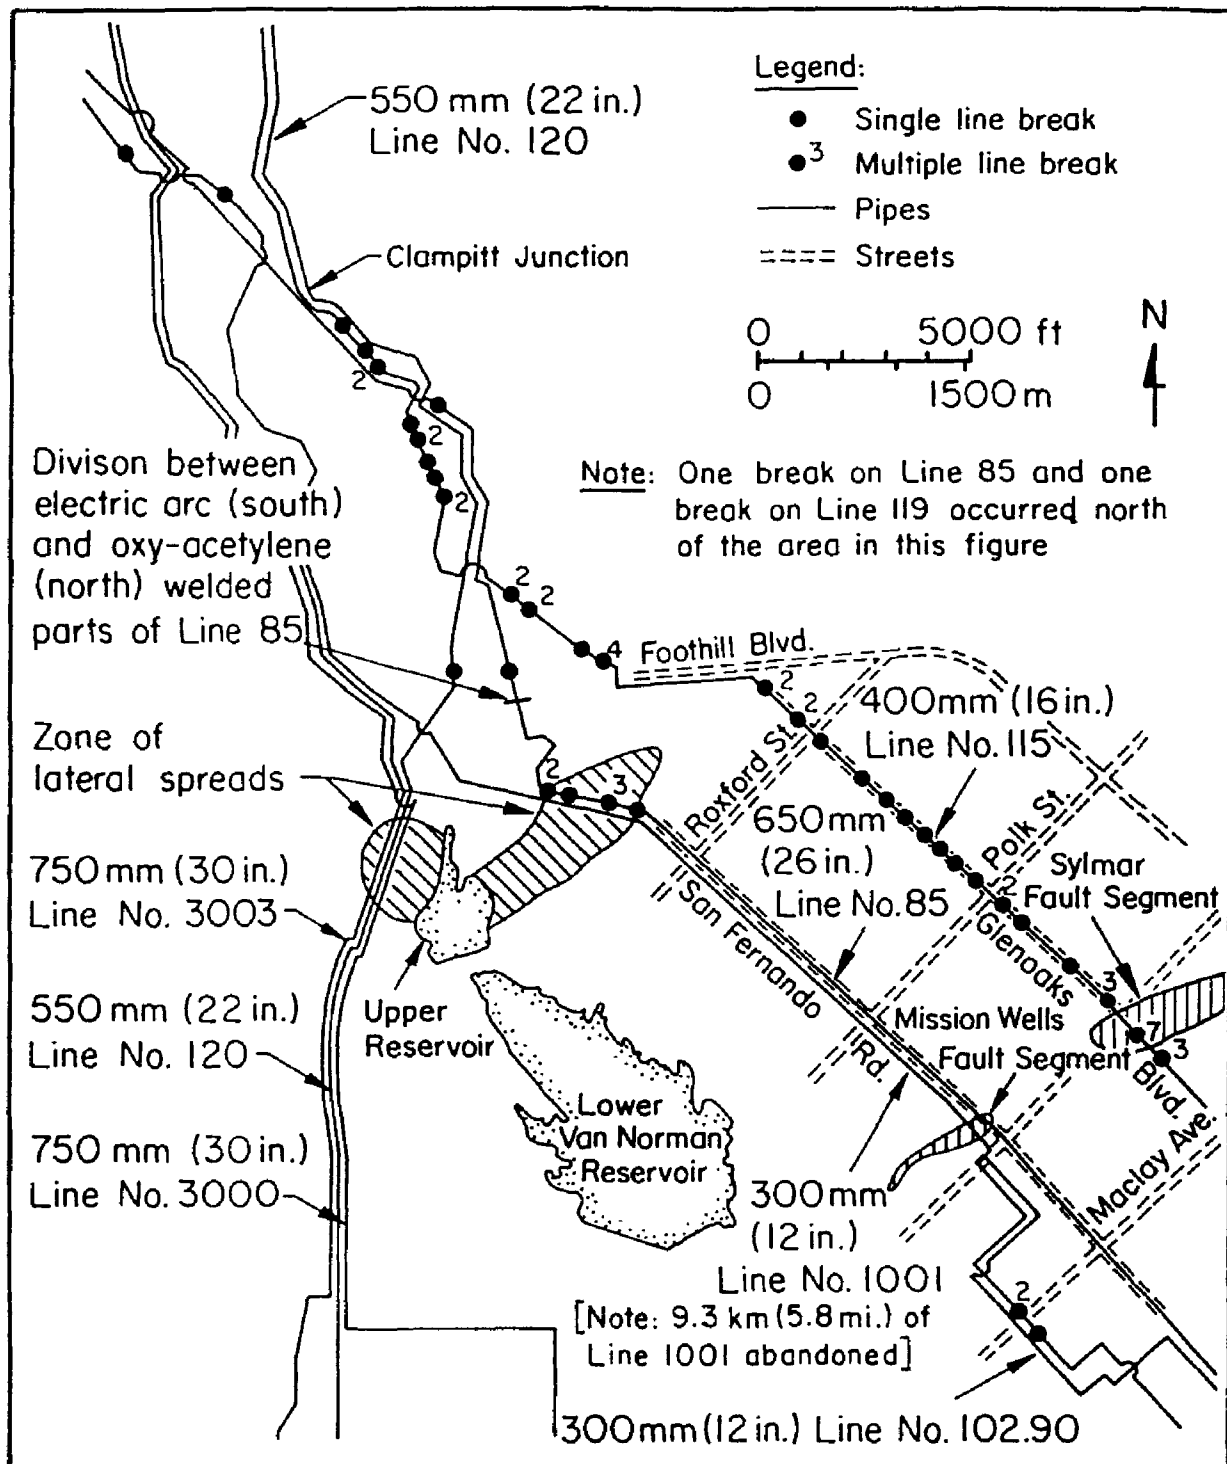 550 mm (22 in.)
Line No. 120
Legend:
Single line break
3
Multiple line break
Pipes
Streets
Clampitt Junction
0 5000 ft
0 1500 m
N
2
2
2
Divison between
electric arc (south)
and oxy-acetylene
(north) welded
parts of Line 85
Note: One break on Line 85 and one
break on Line 119 occurred north
of the area in this figure
2
2
4
Foothill Blvd.
2
2
400mm (16 in.)
Line No. 115
Roxford St.
Zone of
lateral spreads
2
3
650mm
(26 in.)
Line No. 85
Polk St.
Sylmar
Fault Segment
2
Glenoaks
Blvd.
3
7
3
San Fernando
Rd.
750 mm (30 in.)
Line No. 3003
Upper
Reservoir
Mission Wells
Fault Segment
550 mm (22 in.)
Line No. 120
Lower
Van Norman
Reservoir
Maclay Ave.
750 mm (30 in.)
Line No. 3000
300mm
(12 in.)
Line No. 1001
[Note: 9.3 km (5.8 mi.) of
Line 1001 abandoned]
2
300mm (12 in.) Line No. 102.90